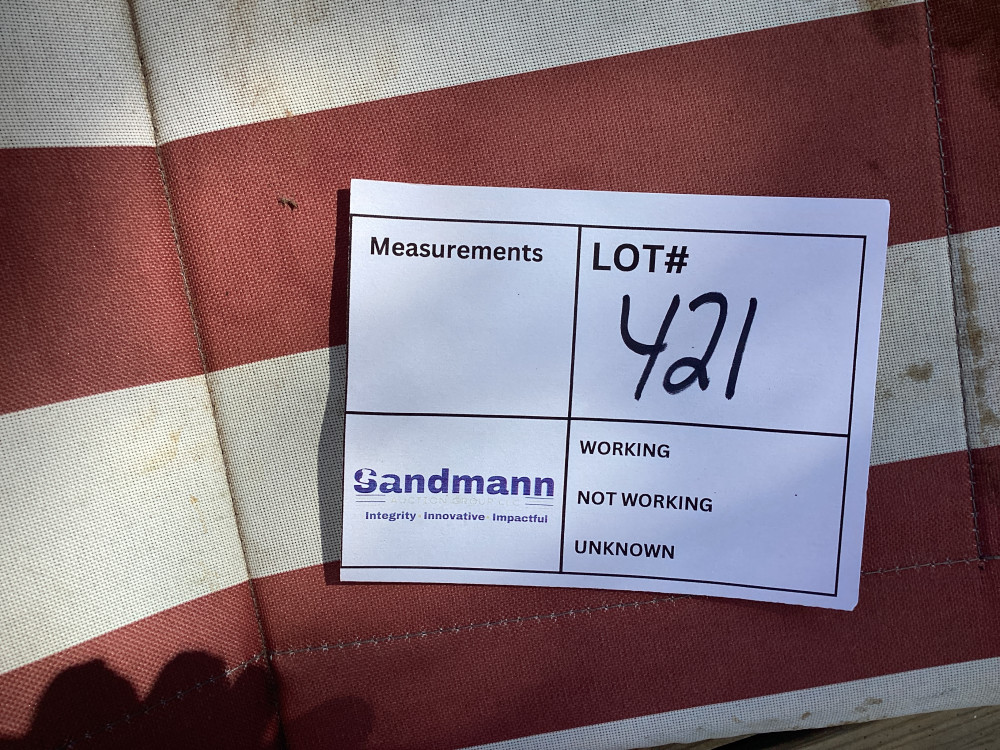 Measurements
LOT#
421
Sandmann
Integrity Innovative Impactful
WORKING
NOT WORKING
UNKNOWN